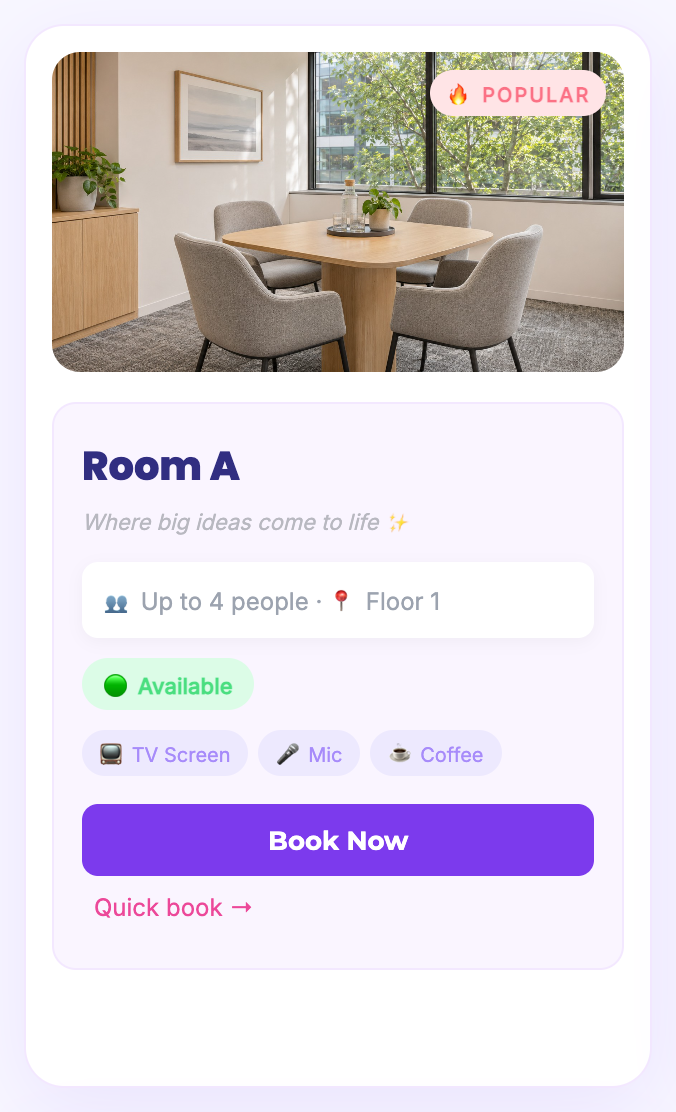 🔥 POPULAR
Room A
Where big ideas come to life ✨
👥 Up to 4 people · 📍 Floor 1
🟢 Available
📺 TV Screen 🎤 Mic ☕ Coffee
Book Now
Quick book →